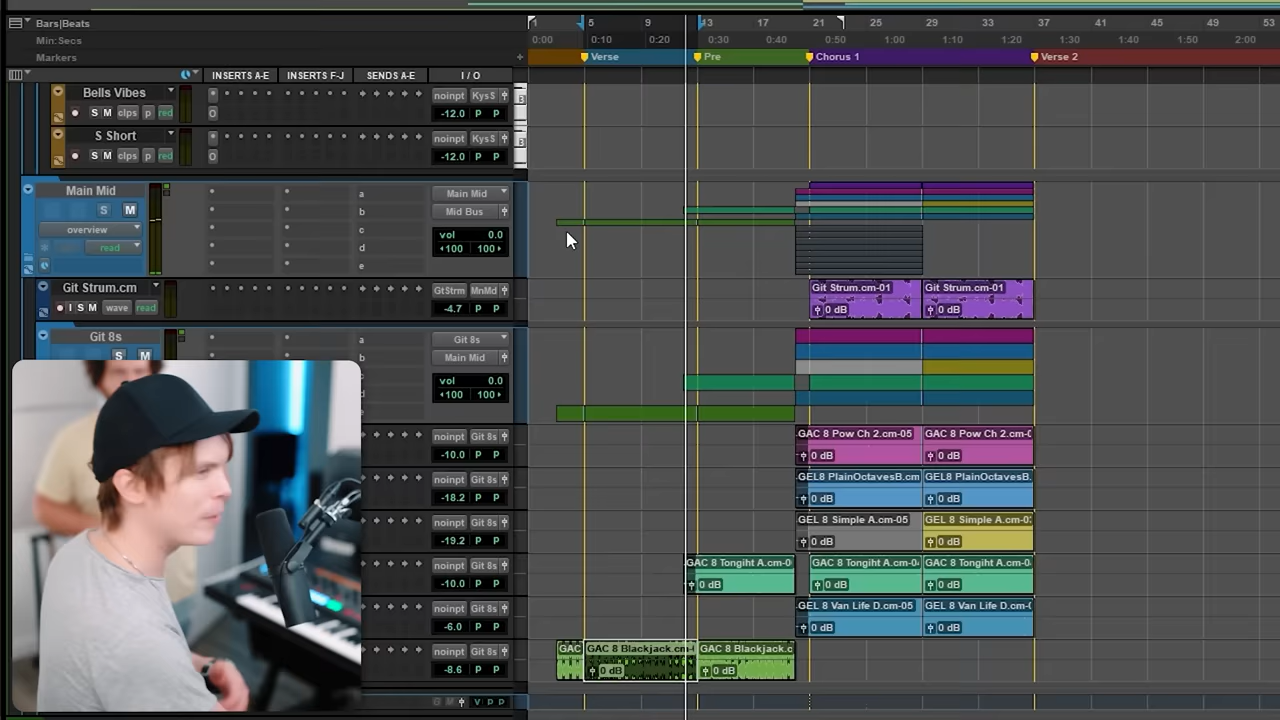 Bars|Beats 1 5 9 13 17 21 25 29 33 37 41 45 49 53
Min:Secs 0:00 0:10 0:20 0:30 0:40 0:50 1:00 1:10 1:20 1:30 1:40 1:50 2:00
Markers + Verse Pre Chorus 1 Verse 2
INSERTS A-E INSERTS F-J SENDS A-E I / O
Bells Vibes noinpt Kys$
S M clps p red -12.0 P P
S Short noinpt Kys$
S M clps p red -12.0 P P
Main Mid a Main Mid
S M b Mid Bus
overview c vol 0.0
read d 100 100
e
Git Strum.cm GtStrm MnMd Git Strum.cm-01 Git Strum.cm-01
I S M wave read -4.7 P P 0 dB 0 dB
Git 8s a Git 8s
S M b Main Mid
vol 0.0
100 100
noinpt Git 8s GAC 8 Pow Ch 2.cm-05 GAC 8 Pow Ch 2.cm-0
-10.0 P P 0 dB 0 dB
noinpt Git 8s GEL8 PlainOctavesB.cm GEL8 PlainOctavesB.
-18.2 P P 0 dB 0 dB
noinpt Git 8s GEL 8 Simple A.cm-05 GEL 8 Simple A.cm-0
-19.2 P P 0 dB 0 dB
noinpt Git 8s GAC 8 Tongiht A.cm-0 GAC 8 Tongiht A.cm-0 GAC 8 Tongiht A.cm-0
-10.0 P P 0 dB 0 dB 0 dB
noinpt Git 8s GEL 8 Van Life D.cm-05 GEL 8 Van Life D.cm-0
-6.0 P P 0 dB 0 dB
noinpt Git 8s GAC GAC 8 Blackjack.cm- GAC 8 Blackjack.c
-8.6 P P 0 dB 0 dB
G M V P P